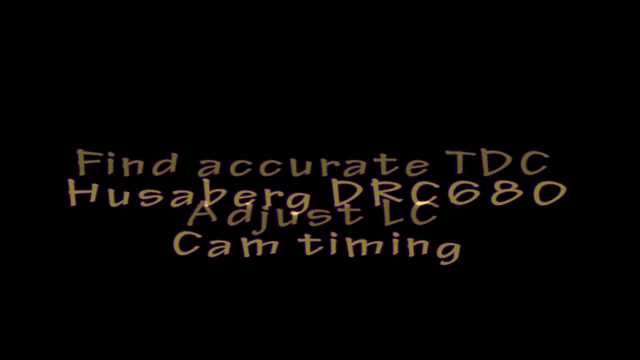 Find accurate TDC
Husaberg DRC680
Adjust LC
Cam timing